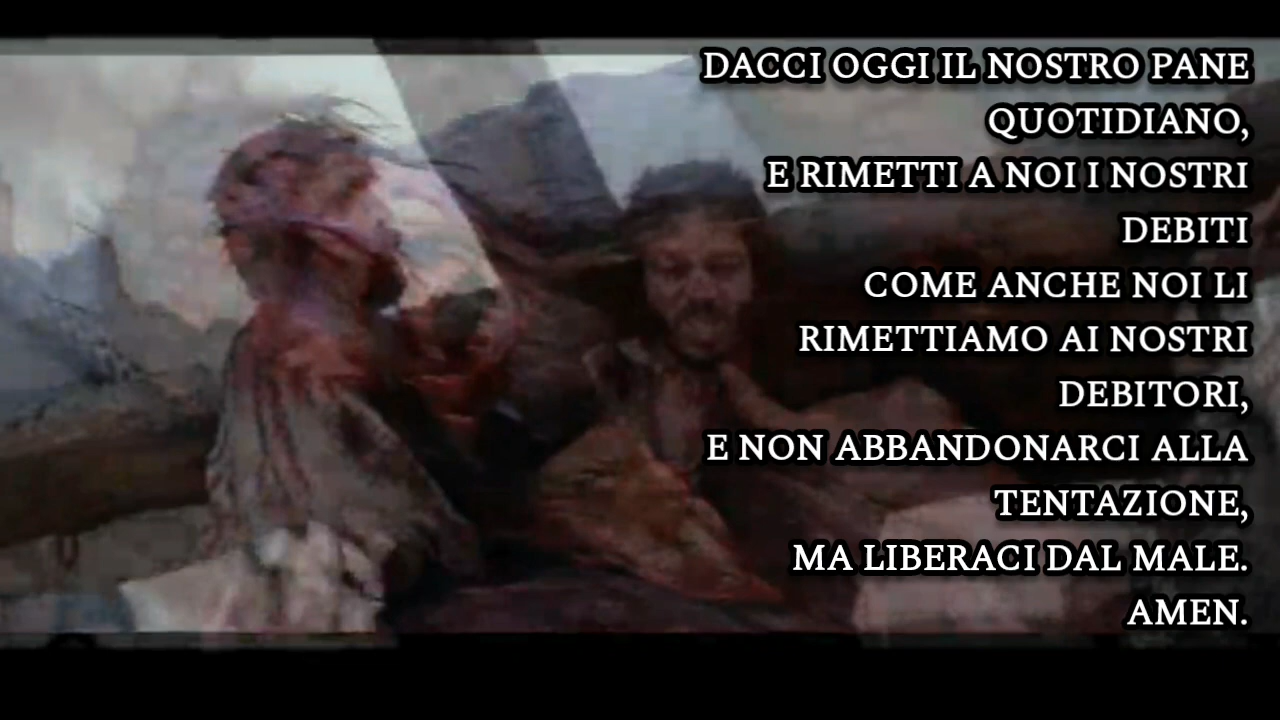 DACCI OGGI IL NOSTRO PANE
QUOTIDIANO,
E RIMETTI A NOI I NOSTRI
DEBITI
COME ANCHE NOI LI
RIMETTIAMO AI NOSTRI
DEBITORI,
E NON ABBANDONARCI ALLA
TENTAZIONE,
MA LIBERACI DAL MALE.
AMEN.